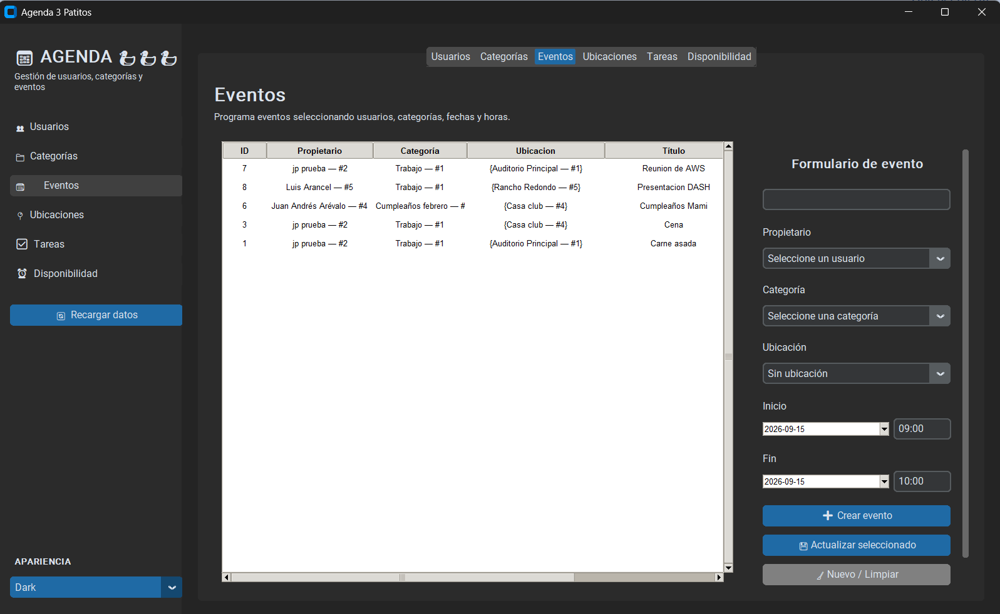 Agenda 3 Patitos
AGENDA
Gestión de usuarios, categorías y
eventos
Usuarios
Categorías
Eventos
Ubicaciones
Tareas
Disponibilidad
Recargar datos
APARIENCIA
Dark
Usuarios Categorías Eventos Ubicaciones Tareas Disponibilidad
Eventos
Programa eventos seleccionando usuarios, categorías, fechas y horas.
ID Propietario Categoría Ubicacion Título
7 jp prueba — #2 Trabajo — #1 {Auditorio Principal — #1} Reunion de AWS
8 Luis Arancel — #5 Trabajo — #1 {Rancho Redondo — #5} Presentacion DASH
6 Juan Andrés Arévalo — #4 Cumpleaños febrero — # {Casa club — #4} Cumpleaños Mami
3 jp prueba — #2 Trabajo — #1 {Casa club — #4} Cena
1 jp prueba — #2 Trabajo — #1 {Auditorio Principal — #1} Carne asada
Formulario de evento
Propietario
Seleccione un usuario
Categoría
Seleccione una categoría
Ubicación
Sin ubicación
Inicio
2026-09-15 09:00
Fin
2026-09-15 10:00
Crear evento
Actualizar seleccionado
Nuevo / Limpiar